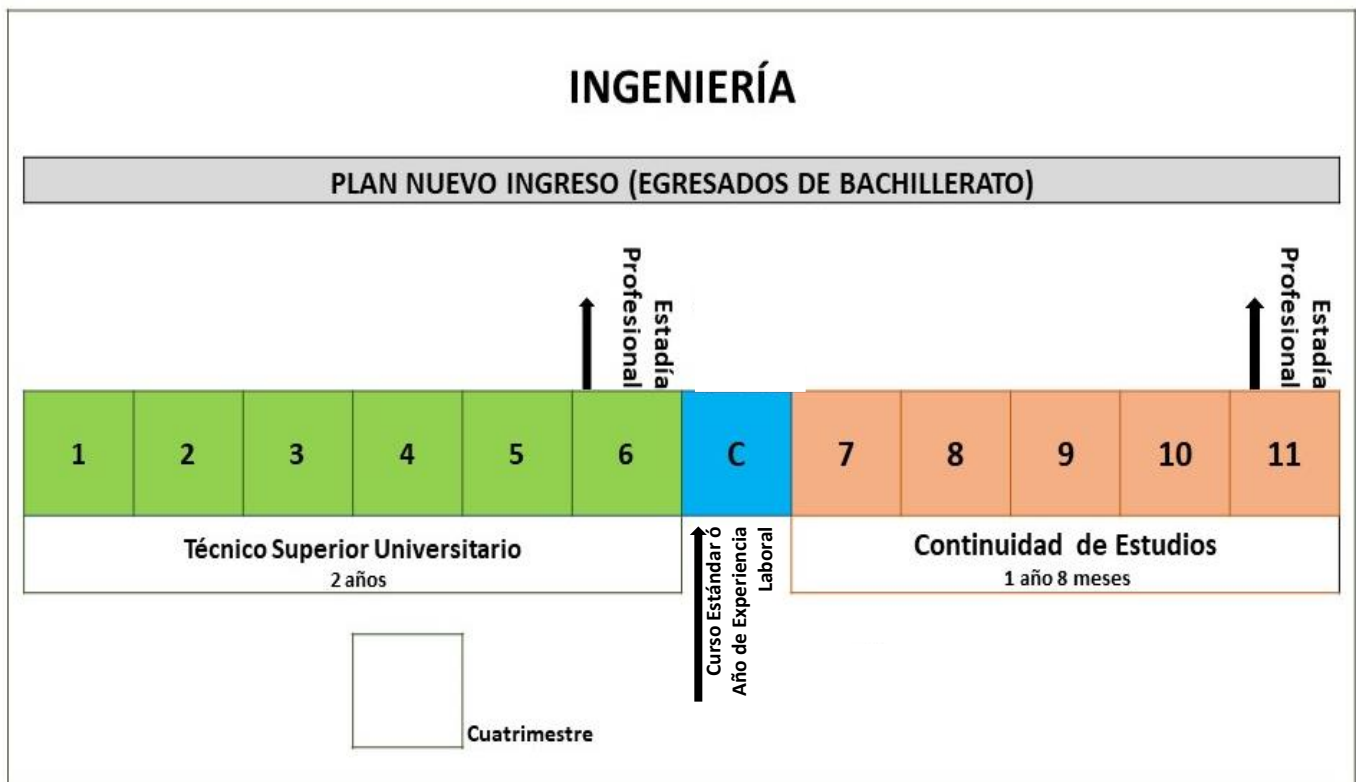 INGENIERÍA
PLAN NUEVO INGRESO (EGRESADOS DE BACHILLERATO)
Estadía
Profesional
Estadía
Profesional
1 2 3 4 5 6 C 7 8 9 10 11
Técnico Superior Universitario
2 años
Curso Estándar ó
Año de Experiencia
Laboral
Continuidad de Estudios
1 año 8 meses
Cuatrimestre